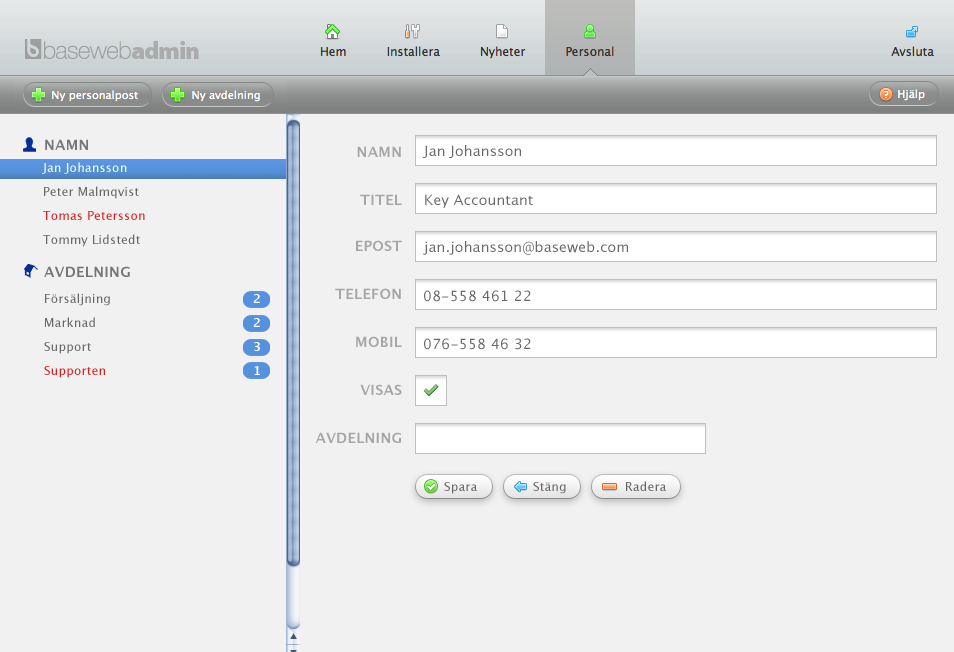 basewebadmin
Hem
Installera
Nyheter
Personal
Avsluta
Ny personalpost
Ny avdelning
Hjälp
NAMN
Jan Johansson
Peter Malmqvist
Tomas Petersson
Tommy Lidstedt
AVDELNING
Försäljning 2
Marknad 2
Support 3
Supporten 1
NAMN Jan Johansson
TITEL Key Accountant
EPOST jan.johansson@baseweb.com
TELEFON 08-558 461 22
MOBIL 076-558 46 32
VISAS
AVDELNING
Spara
Stäng
Radera